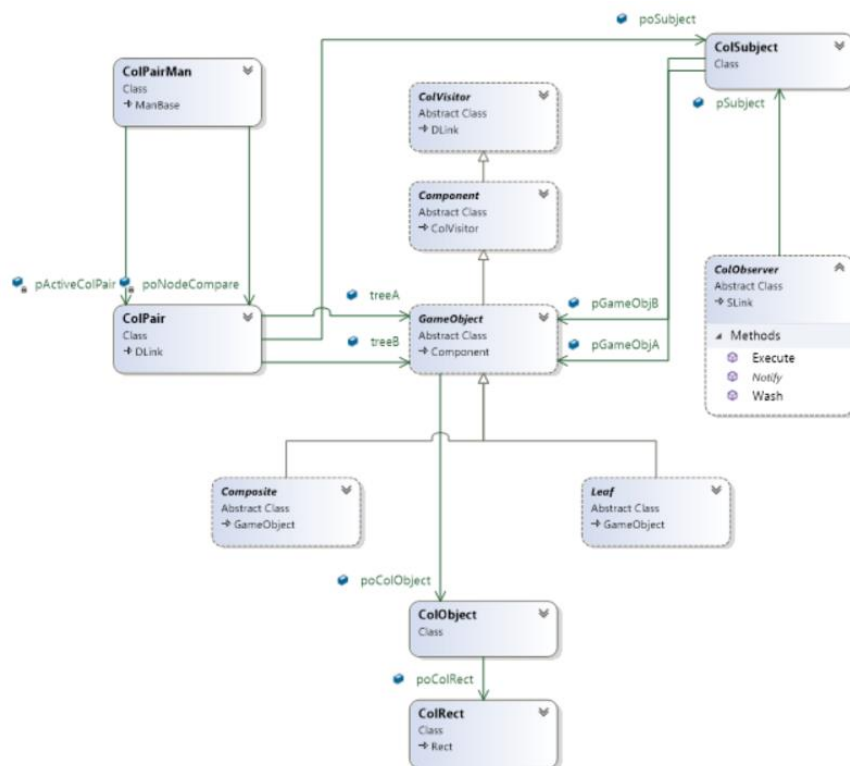 poSubject
ColSubject
Class
ColPairMan
Class
ManBase
ColVisitor
Abstract Class
DLink
pSubject
Component
Abstract Class
ColVisitor
ColObserver
Abstract Class
SLink
Methods
Execute
Notify
Wash
pActiveColPair
poNodeCompare
treeA
treeB
pGameObjB
pGameObjA
ColPair
Class
DLink
GameObject
Abstract Class
Component
Composite
Abstract Class
GameObject
Leaf
Abstract Class
GameObject
poColObject
ColObject
Class
poColRect
ColRect
Class
Rect